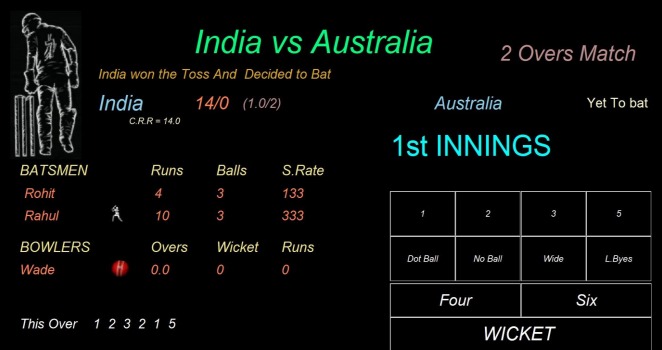 India vs Australia
2 Overs Match
India won the Toss And Decided to Bat
India 14/0 (1.0/2)
C.R.R = 14.0
Australia Yet To bat
1st INNINGS
BATSMEN Runs Balls S.Rate
Rohit 4 3 133
Rahul 10 3 333
BOWLERS Overs Wicket Runs
Wade 0.0 0 0
This Over 1 2 3 2 1 5
1 2 3 5
Dot Ball No Ball Wide L.Byes
Four Six
WICKET